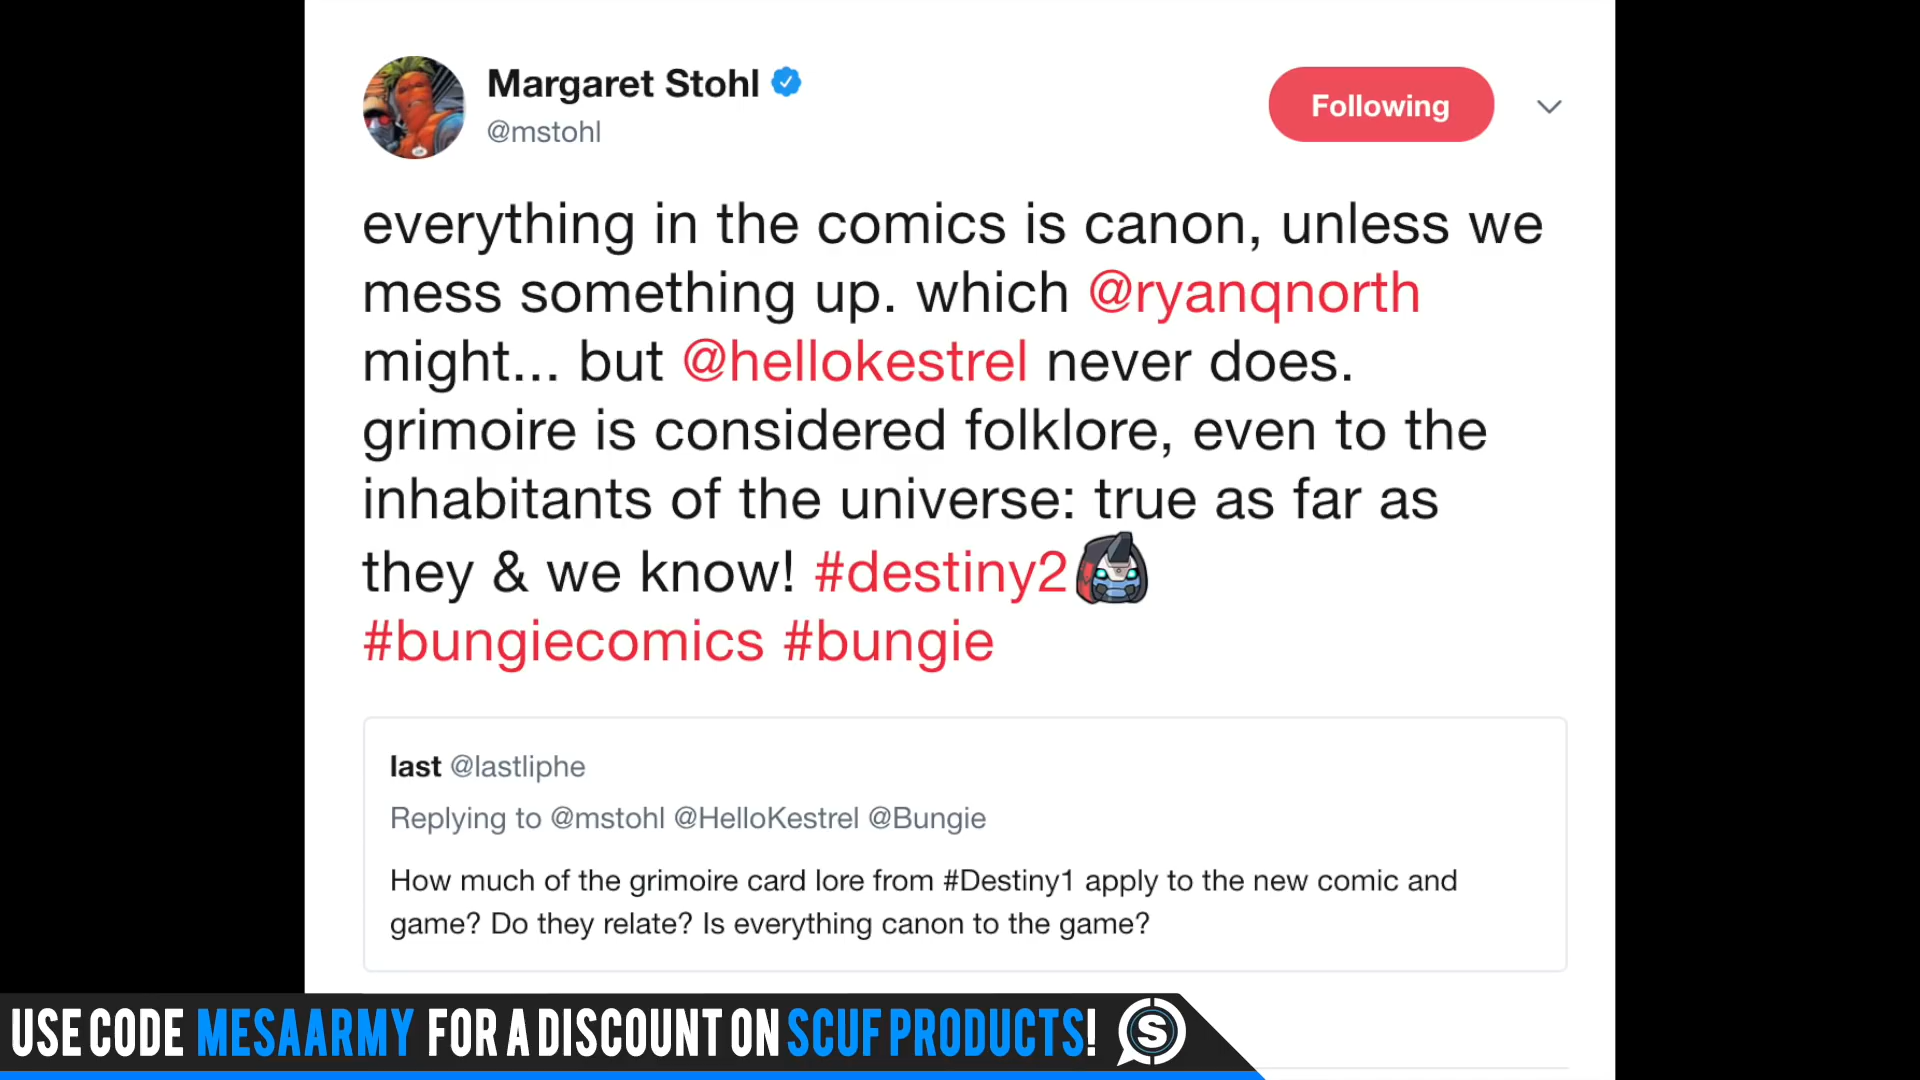 Margaret Stohl
@mstohl
Following
everything in the comics is canon, unless we
mess something up. which @ryanqnorth
might... but @hellokestrel never does.
grimoire is considered folklore, even to the
inhabitants of the universe: true as far as
they & we know! #destiny2
#bungiecomics #bungie
last @lastliphe
Replying to @mstohl @HelloKestrel @Bungie
How much of the grimoire card lore from #Destiny1 apply to the new comic and
game? Do they relate? Is everything canon to the game?
USE CODE MESAARMY FOR A DISCOUNT ON SCUF PRODUCTS! S